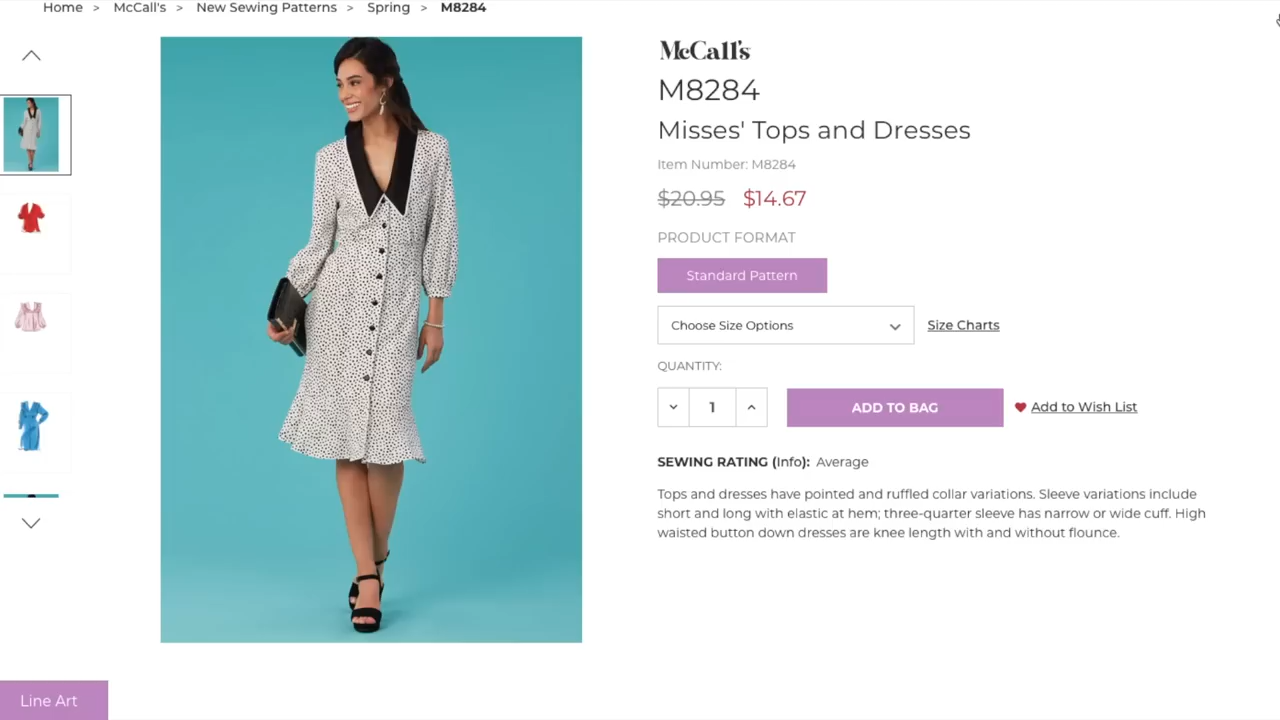 Home > McCall's > New Sewing Patterns > Spring > M8284
McCall's
M8284
Misses' Tops and Dresses
Item Number: M8284
$20.95 $14.67
PRODUCT FORMAT
Standard Pattern
Choose Size Options
Size Charts
QUANTITY:
1
ADD TO BAG
Add to Wish List
SEWING RATING (Info): Average
Tops and dresses have pointed and ruffled collar variations. Sleeve variations include
short and long with elastic at hem; three-quarter sleeve has narrow or wide cuff. High
waisted button down dresses are knee length with and without flounce.
Line Art